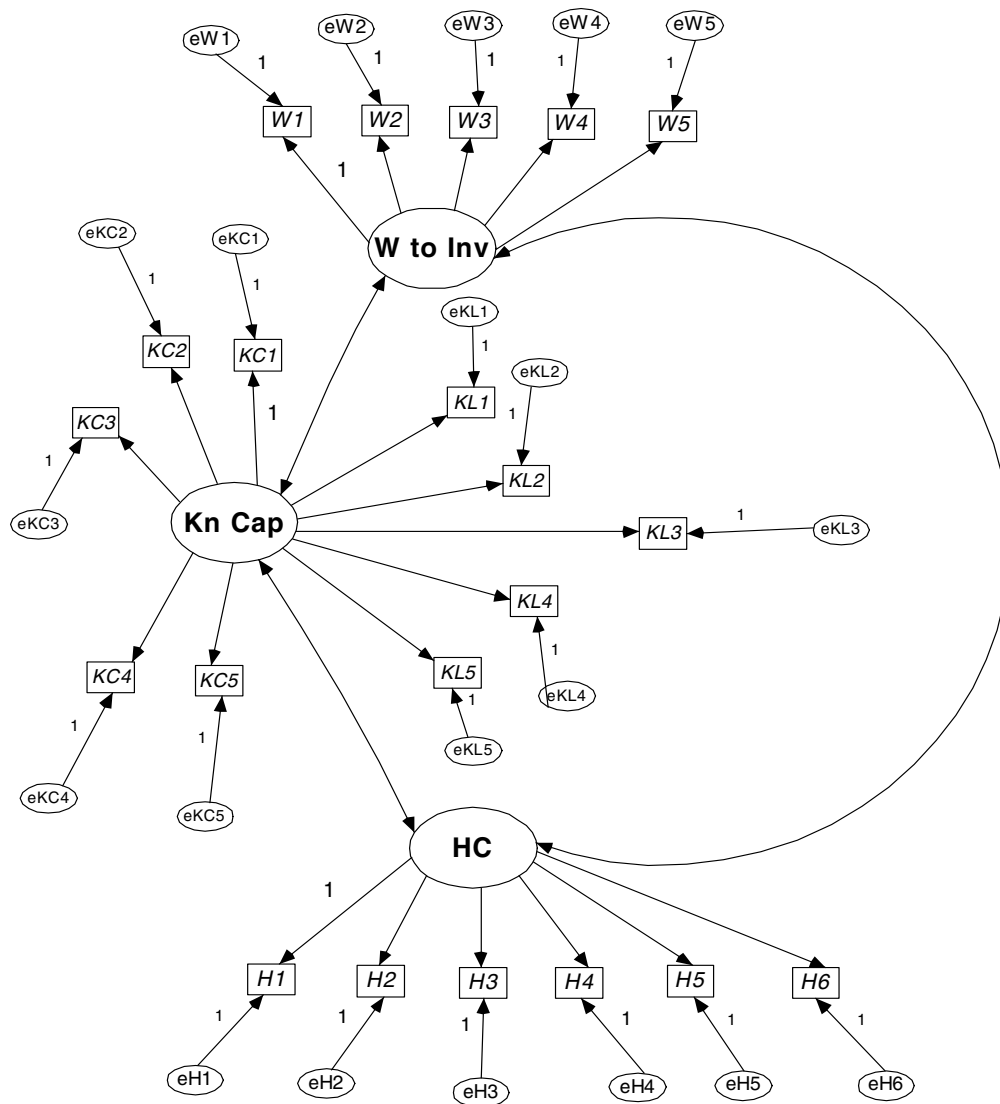 eW1
eW2
eW3
eW4
eW5
1
1
1
1
1
W1
W2
W3
W4
W5
1
W to Inv
eKC2
eKC1
1
1
KC2
KC1
1
eKL1
1
KL1
eKL2
1
KL2
KC3
1
eKC3
Kn Cap
KL3
1
eKL3
KL4
1
eKL4
KC4
1
eKC4
KC5
1
eKC5
KL5
1
eKL5
HC
1
H1
H2
H3
H4
H5
H6
1
1
1
1
1
1
eH1
eH2
eH3
eH4
eH5
eH6